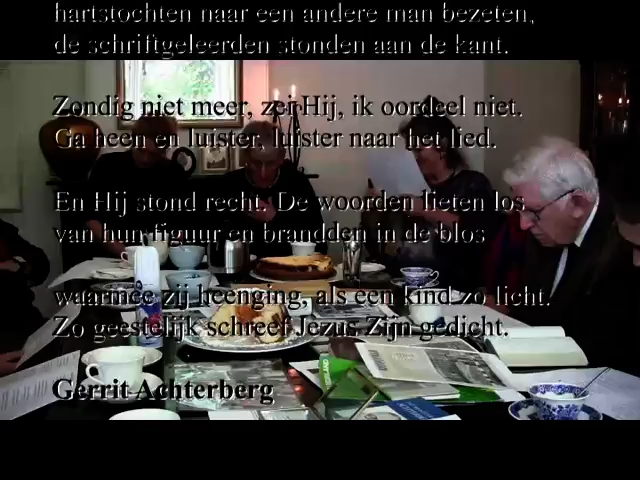 hartstochten naar een andere man bezeten,
de schriftgeleerden stonden aan de kant.
Zondig niet meer, zei Hij, ik oordeel niet.
Ga heen en luister, luister naar het lied.
En Hij stond recht. De woorden lieten los
van hun figuur en brandden in de blos
waarmee zij heenging, als een kind zo licht.
Zo geestelijk schreef Jezus Zijn gedicht.
Gerrit Achterberg